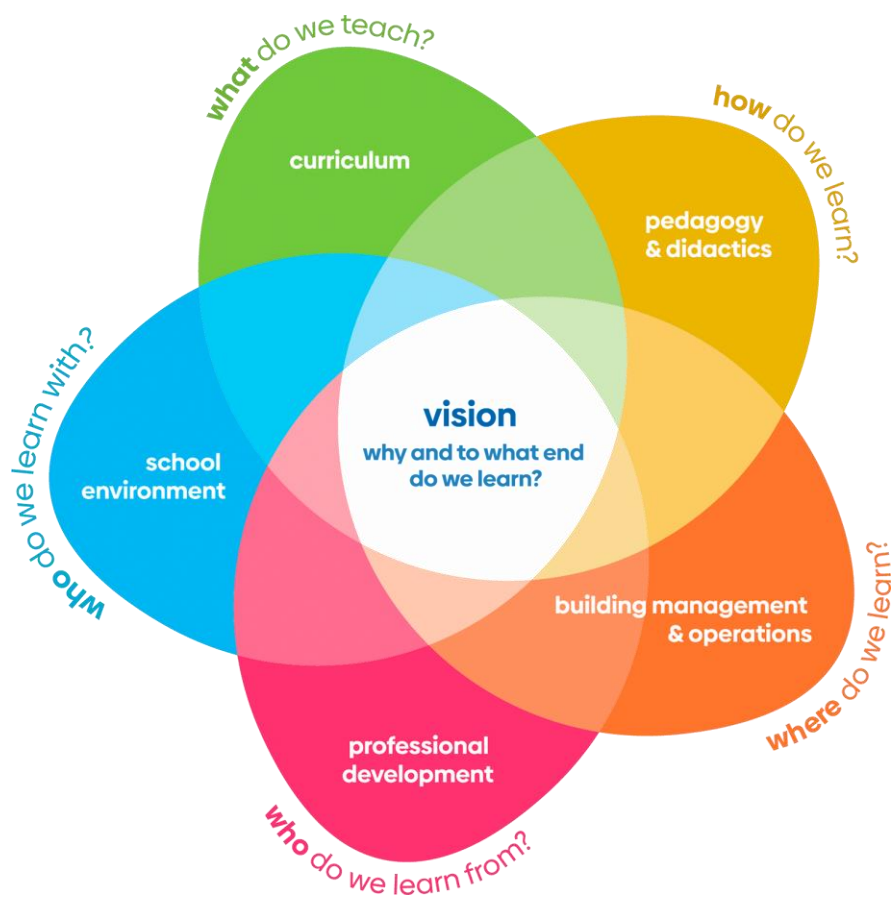 what do we teach?
curriculum
how do we learn?
pedagogy
& didactics
who do we learn with?
school
environment
vision
why and to what end
do we learn?
building management
& operations
where do we learn?
professional
development
who do we learn from?